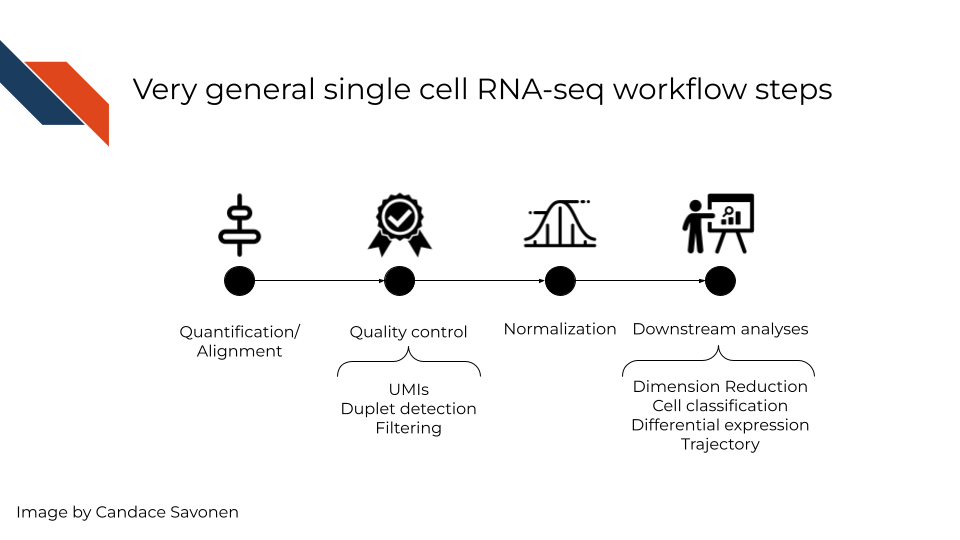 Very general single cell RNA-seq workflow steps
Quantification/
Alignment
Quality control
UMIs
Duplet detection
Filtering
Normalization
Downstream analyses
Dimension Reduction
Cell classification
Differential expression
Trajectory
Image by Candace Savonen